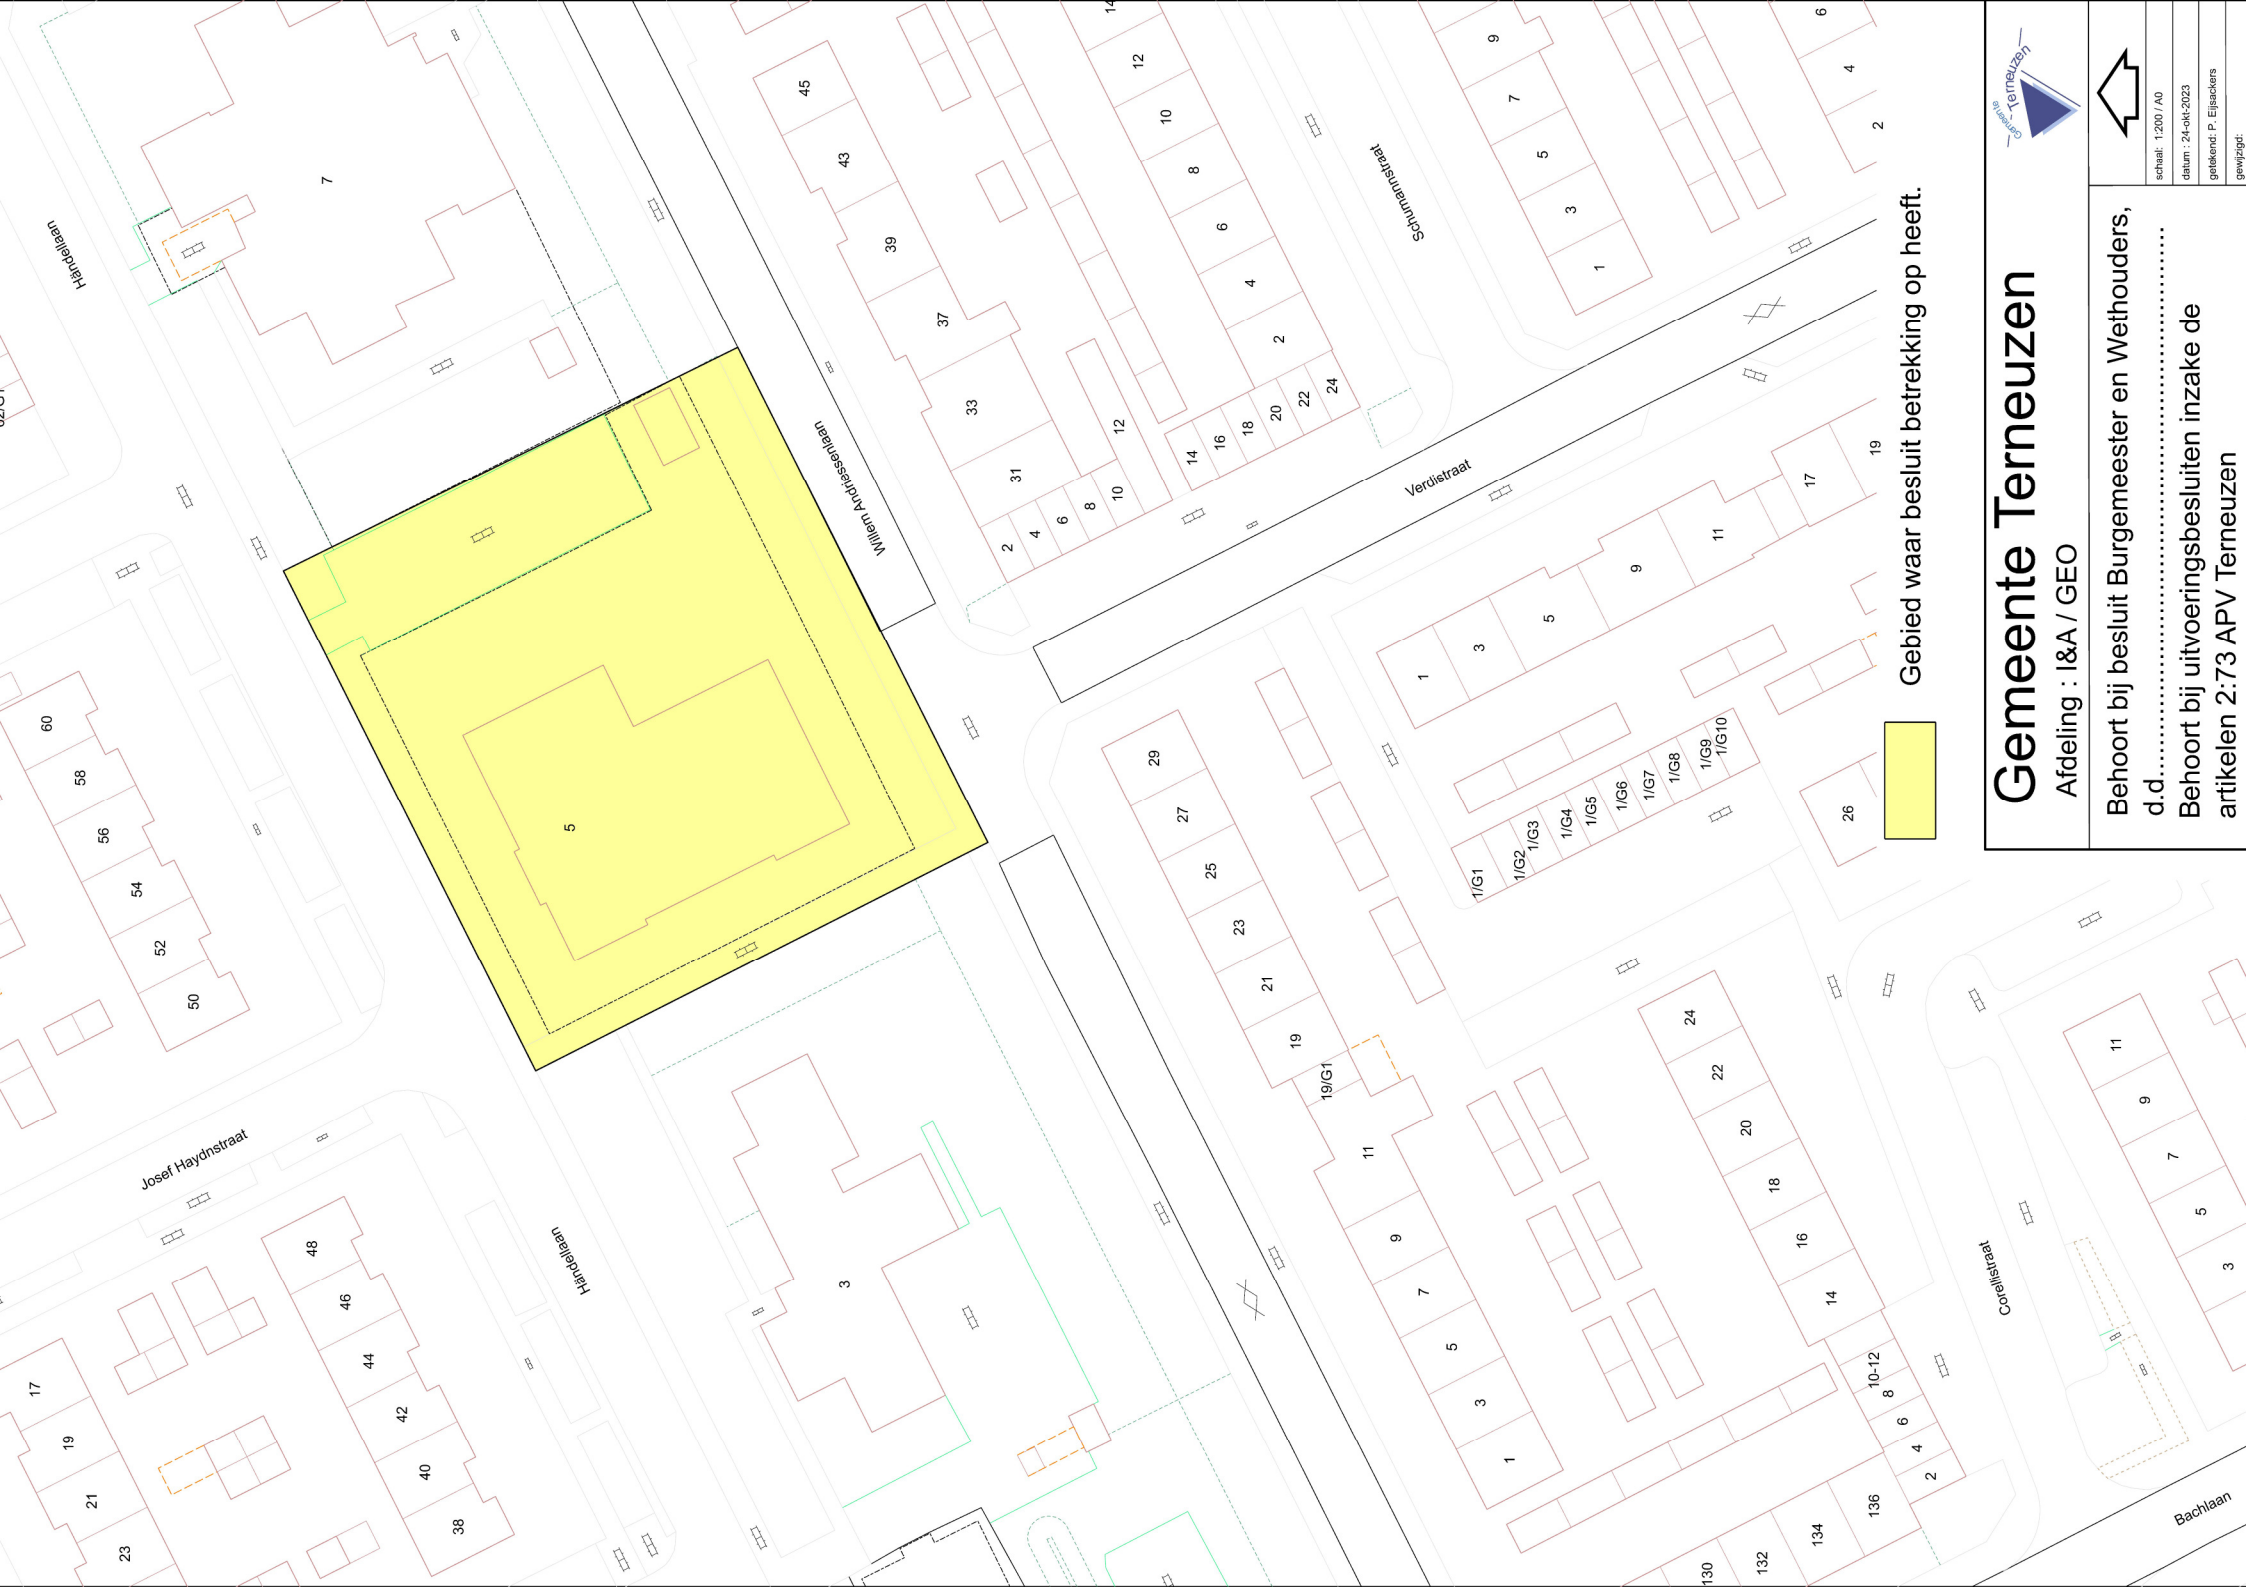 Gemeente Terneuzen
Afdeling : I&A / GEO
Behoort bij besluit Burgemeester en Wethouders,
d.d.............................................................................
Behoort bij uitvoeringsbesluiten inzake de
artikelen 2:73 APV Terneuzen
Gemeente
Terneuzen
schaal: 1:200 / A0
datum : 24-okt-2023
getekend: P. Eijsackers
gewijzigd:
Gebied waar besluit betrekking op heeft.
Händellaan
7
Willem Andriessenlaan
5
Josef Haydnstraat
60
58
56
54
52
50
48
46
44
42
40
38
17
19
21
23
Händellaan
3
45
43
39
37
33
31
2
4
6
8
10
12
14
12
10
8
6
4
2
14
16
18
20
22
24
Schumannstraat
9
7
5
3
1
6
4
2
Verdistraat
1
3
5
9
11
17
19
29
27
25
23
21
19
19/G1
11
9
7
5
3
1
1/G1
1/G2
1/G3
1/G4
1/G5
1/G6
1/G7
1/G8
1/G9
1/G10
26
24
22
20
18
16
14
10-12
8
6
4
2
136
134
132
130
Corellistraat
11
9
7
5
3
Bachlaan